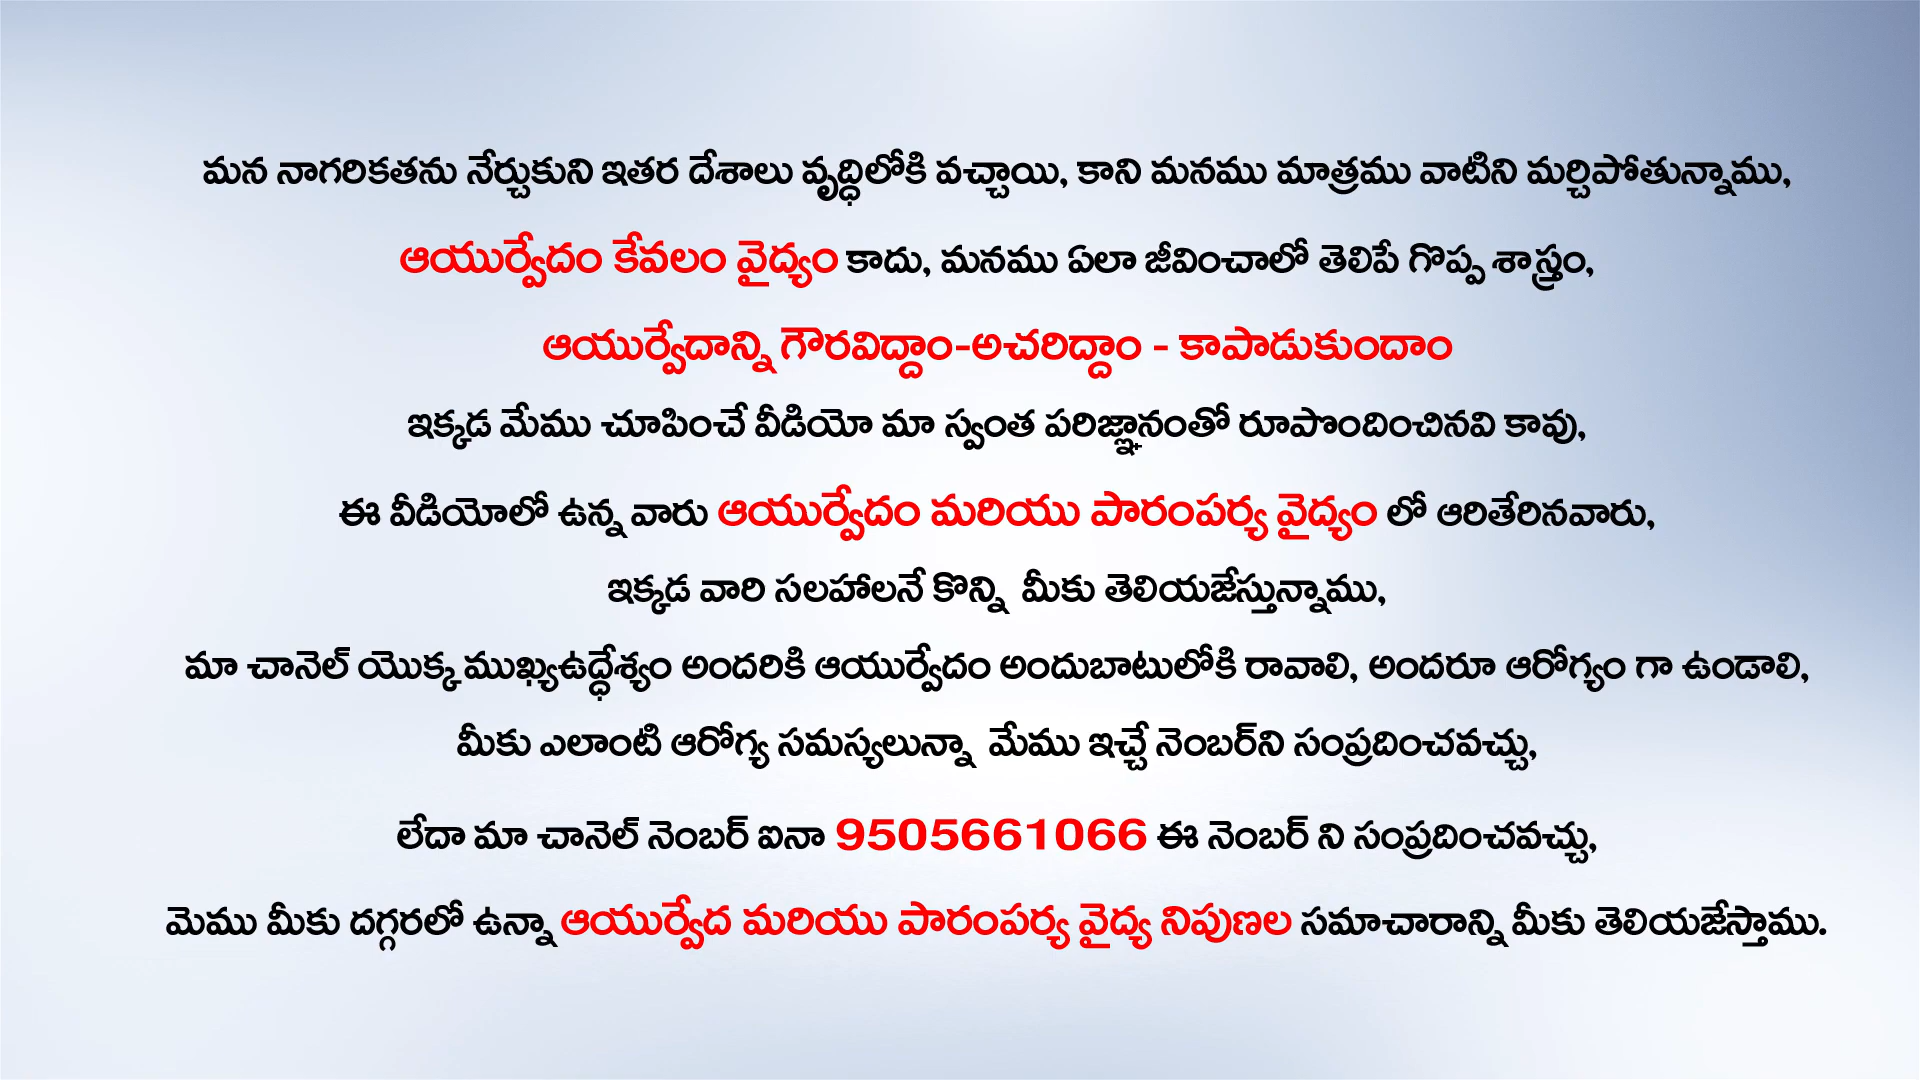 మన నాగరికతను నేర్చుకుని ఇతర దేశాలు వృద్ధిలోకి వచ్చాయి, కాని మనము మాత్రము వాటిని మర్చిపోతున్నాము,
ఆయుర్వేదం కేవలం వైద్యం కాదు, మనము ఏలా జీవించాలో తెలిపే గొప్ప శాస్త్రం,
ఆయుర్వేదాన్ని గౌరవిద్దాం-అచరిద్దాం - కాపాడుకుందాం
ఇక్కడ మేము చూపించే వీడియో మా స్వంత పరిజ్ఞానంతో రూపొందించినవి కావు,
ఈ వీడియోలో ఉన్న వారు ఆయుర్వేదం మరియు పారంపర్య వైద్యం లో ఆరితేరినవారు,
ఇక్కడ వారి సలహాలనే కొన్ని మీకు తెలియజేస్తున్నాము,
మా చానెల్ యొక్క ముఖ్యఉద్ధేశ్యం అందరికి ఆయుర్వేదం అందుబాటులోకి రావాలి, అందరూ ఆరోగ్యం గా ఉండాలి,
మీకు ఎలాంటి ఆరోగ్య సమస్యలున్నా మేము ఇచ్చే నెంబర్‌ని సంప్రదించవచ్చు,
లేదా మా చానెల్ నెంబర్ ఐనా 9505661066 ఈ నెంబర్ ని సంప్రదించవచ్చు,
మెము మీకు దగ్గరలో ఉన్నా ఆయుర్వేద మరియు పారంపర్య వైద్య నిపుణల సమాచారాన్ని మీకు తెలియజేస్తాము.